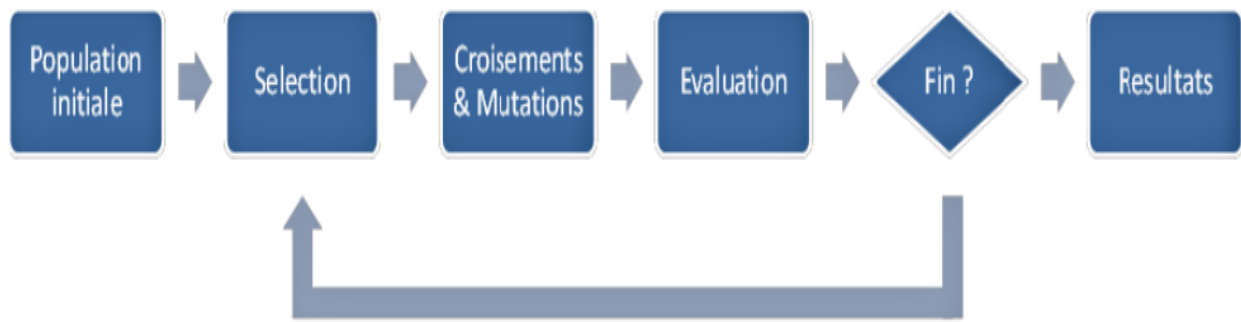 Population
initiale
Selection
Croisements
& Mutations
Evaluation
Fin ?
Resultats